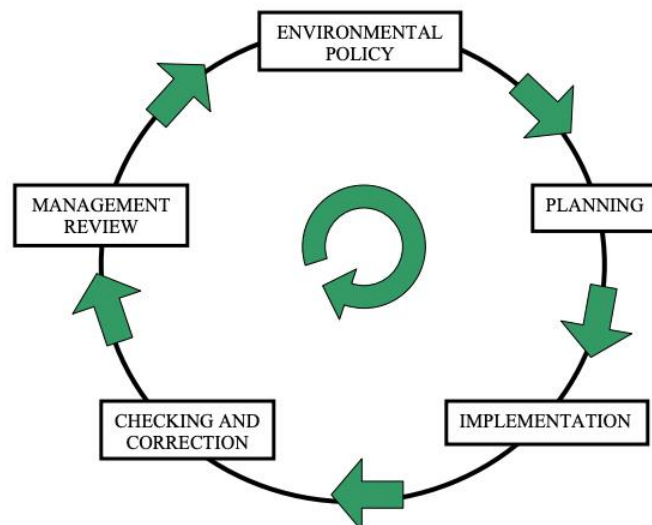 ENVIRONMENTAL
POLICY
PLANNING
IMPLEMENTATION
CHECKING AND
CORRECTION
MANAGEMENT
REVIEW